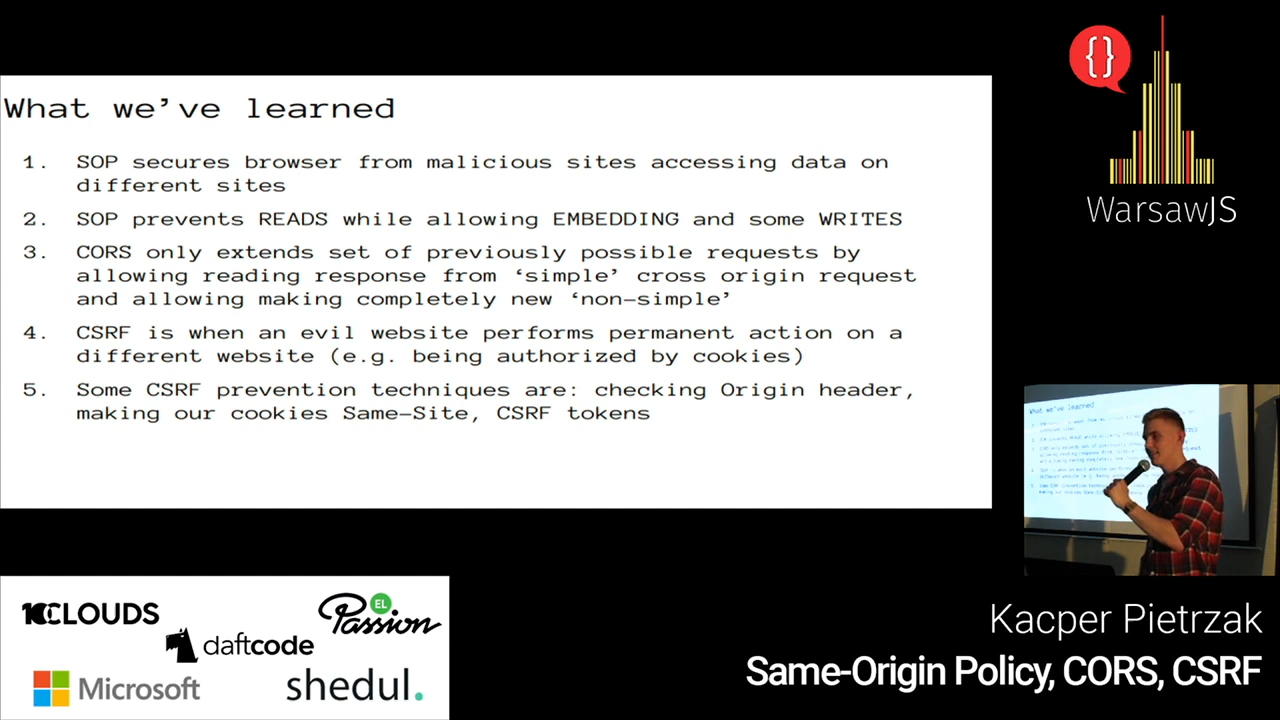 What we’ve learned
1. SOP secures browser from malicious sites accessing data on
different sites
2. SOP prevents READS while allowing EMBEDDING and some WRITES
3. CORS only extends set of previously possible requests by
allowing reading response from ‘simple’ cross origin request
and allowing making completely new ‘non-simple’
4. CSRF is when an evil website performs permanent action on a
different website (e.g. being authorized by cookies)
5. Some CSRF prevention techniques are: checking Origin header,
making our cookies Same-Site, CSRF tokens
{}
WarsawJS
What we've learned
10CLOUDS
EL
Passion
daftcode
Microsoft
shedul.
Kacper Pietrzak
Same-Origin Policy, CORS, CSRF